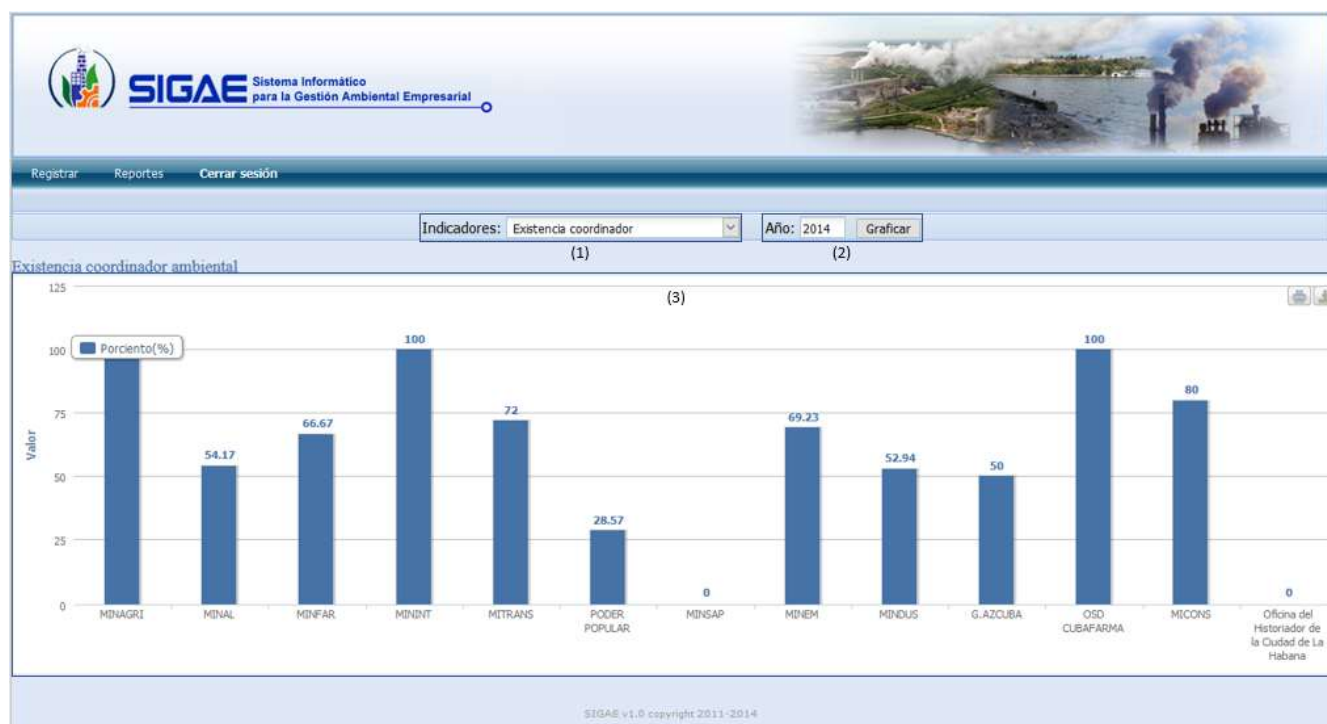 SIGAE Sistema Informático
para la Gestión Ambiental Empresarial
Registrar Reportes Cerrar sesión
Indicadores: Existencia coordinador Año: 2014 Graficar
(1) (2)
Existencia coordinador ambiental
(3)
125
100
75
50
25
0
Valor
Porciento(%)
54.17
66.67
100
72
28.57
0
69.23
52.94
50
100
80
0
MINAGRI
MINAL
MINFAR
MININT
MITRANS
PODER
POPULAR
MINSAP
MINEM
MINDUS
G.AZCUBA
OSD
CUBAFARMA
MICONS
Oficina del
Historiador de
la Ciudad de La
Habana
SIGAE v1.0 copyright 2011-2014